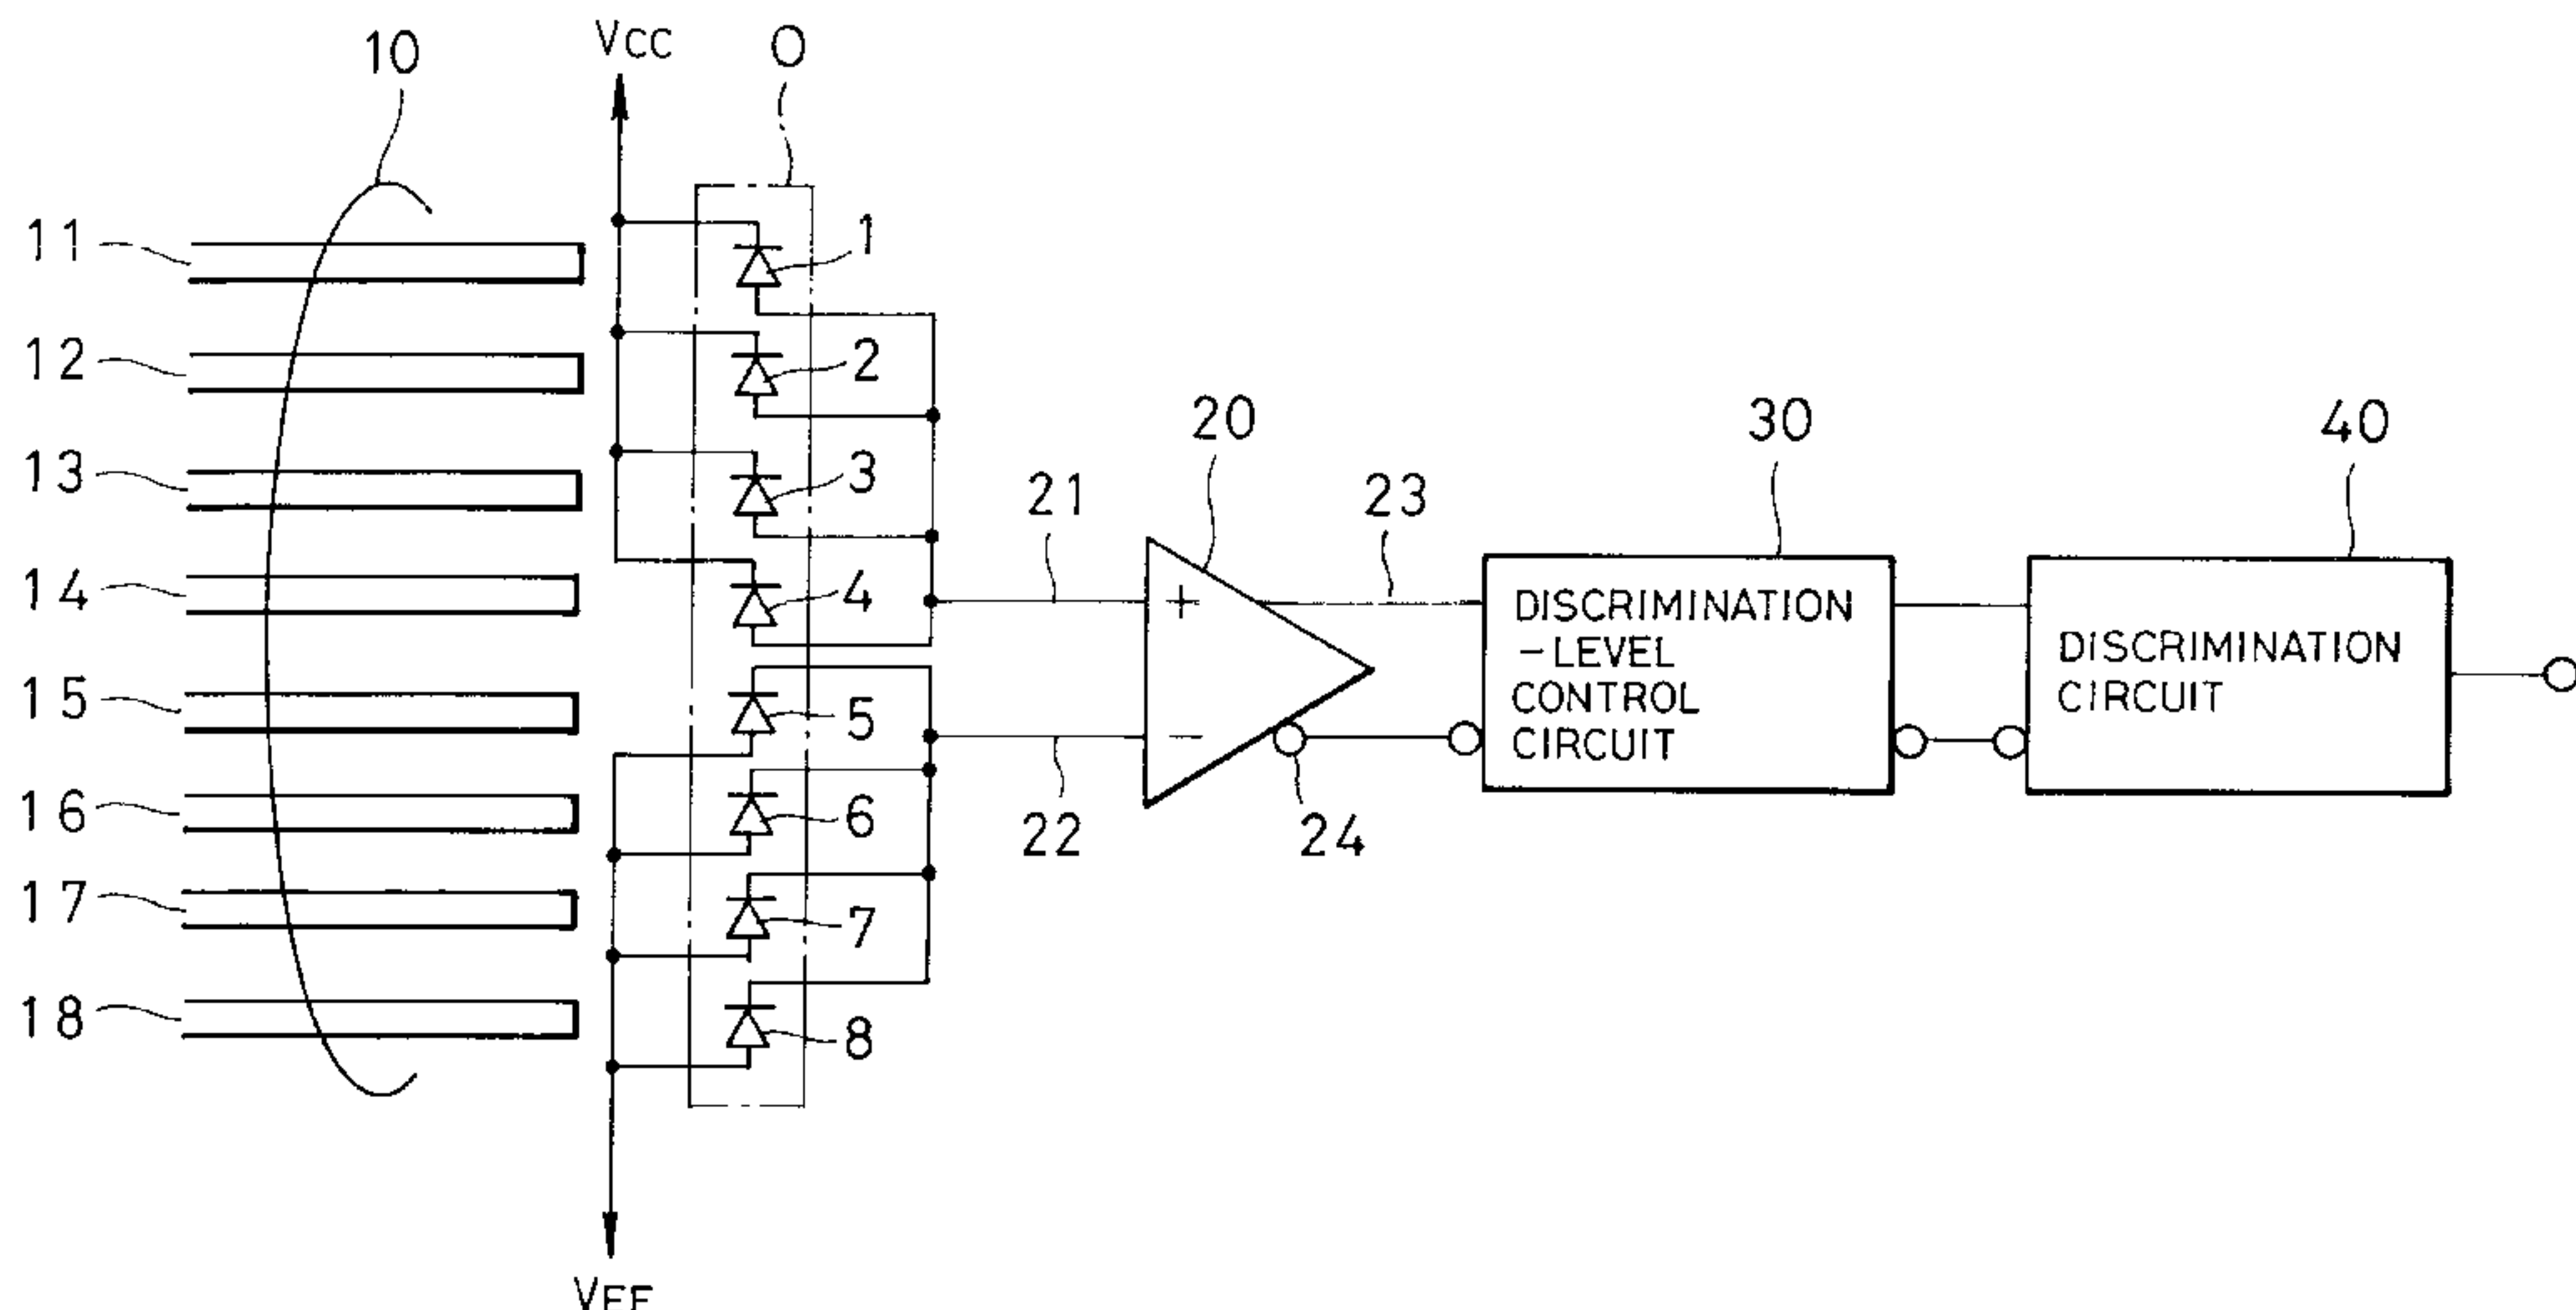 VCC
O
10
11
1
12
2
13
3
14
4
15
5
16
6
17
7
18
8
VEE
20
21
+
23
22
−
24
30
DISCRIMINATION
-LEVEL
CONTROL
CIRCUIT
40
DISCRIMINATION
CIRCUIT